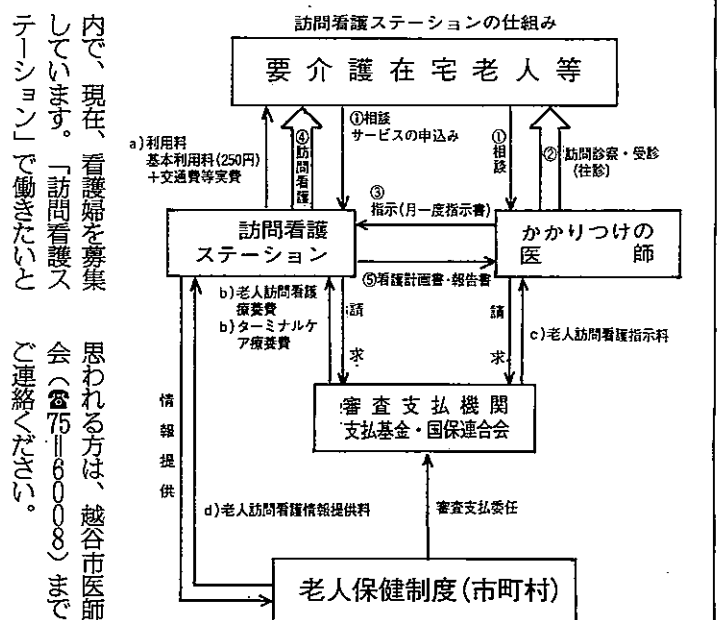 訪問看護ステーションの仕組み
要介護在宅老人等
a)利用料
基本利用料(250円)
+交通費等実費
④訪問看護
①相談
サービスの申込み
①相談
②訪問診察・受診
(往診)
③
指示(月一度指示書)
訪問看護
ステーション
かかりつけの
医師
⑤看護計画書・報告書
b)老人訪問看護
療養費
b)ターミナルケ
ア療養費
請求
請求
c)老人訪問看護指示料
審査支払機関
支払基金・国保連合会
情報提供
d)老人訪問看護情報提供料
審査支払委任
老人保健制度(市町村)
内で、現在、看護婦を募集
しています。「訪問看護ス
テーション」で働きたいと
思われる方は、越谷市医師
会(☎75=6008)まで
ご連絡ください。